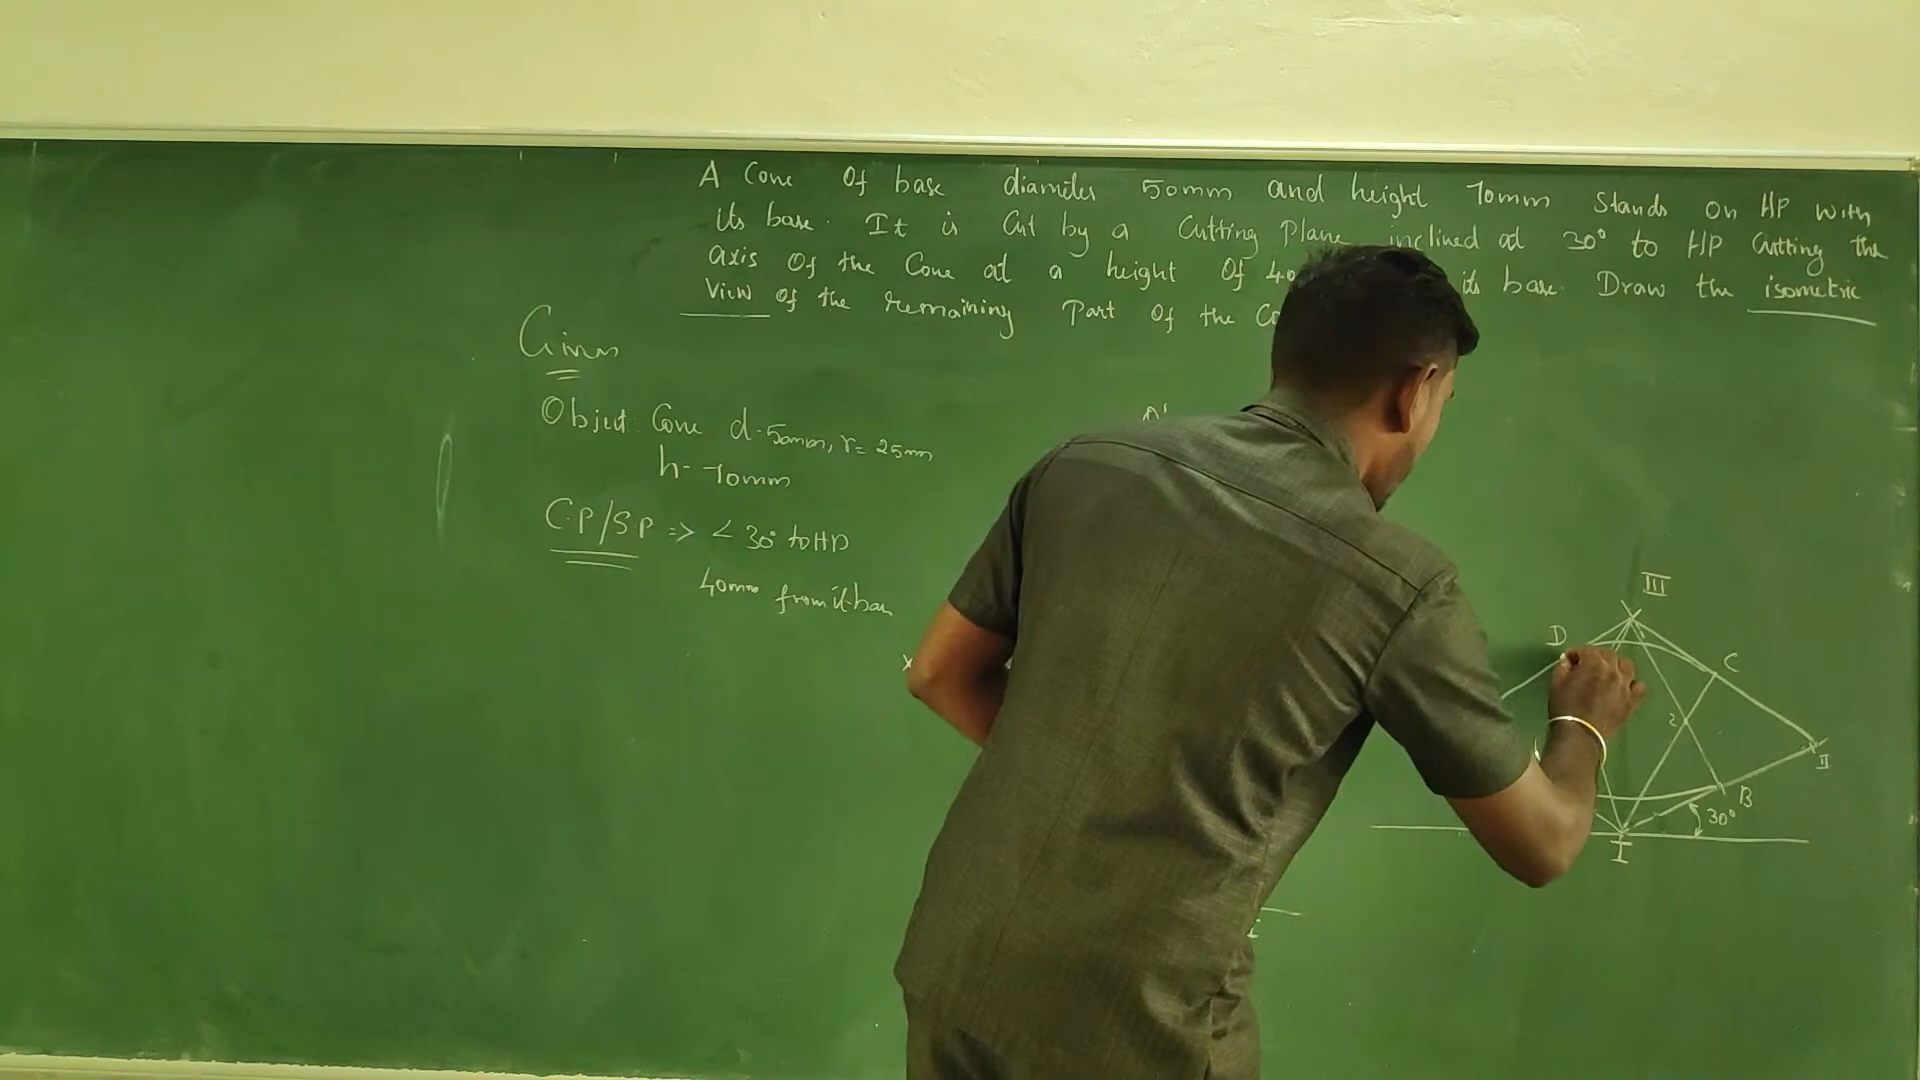 A Cone Of base diameter 50mm and height 70mm Stands On HP with
its base. It is Cut by a Cutting Plane inclined at 30° to HP Cutting the
axis Of the Cone at a height Of 40 its base. Draw the isometric
View Of the remaining Part Of the Co
Given
Object: Cone d-50mm, r=25mm
h-70mm
C.P/S.P => ∠ 30° to HP
40mm from it base
A'
X
III
D
C
2
II
B
30°
I